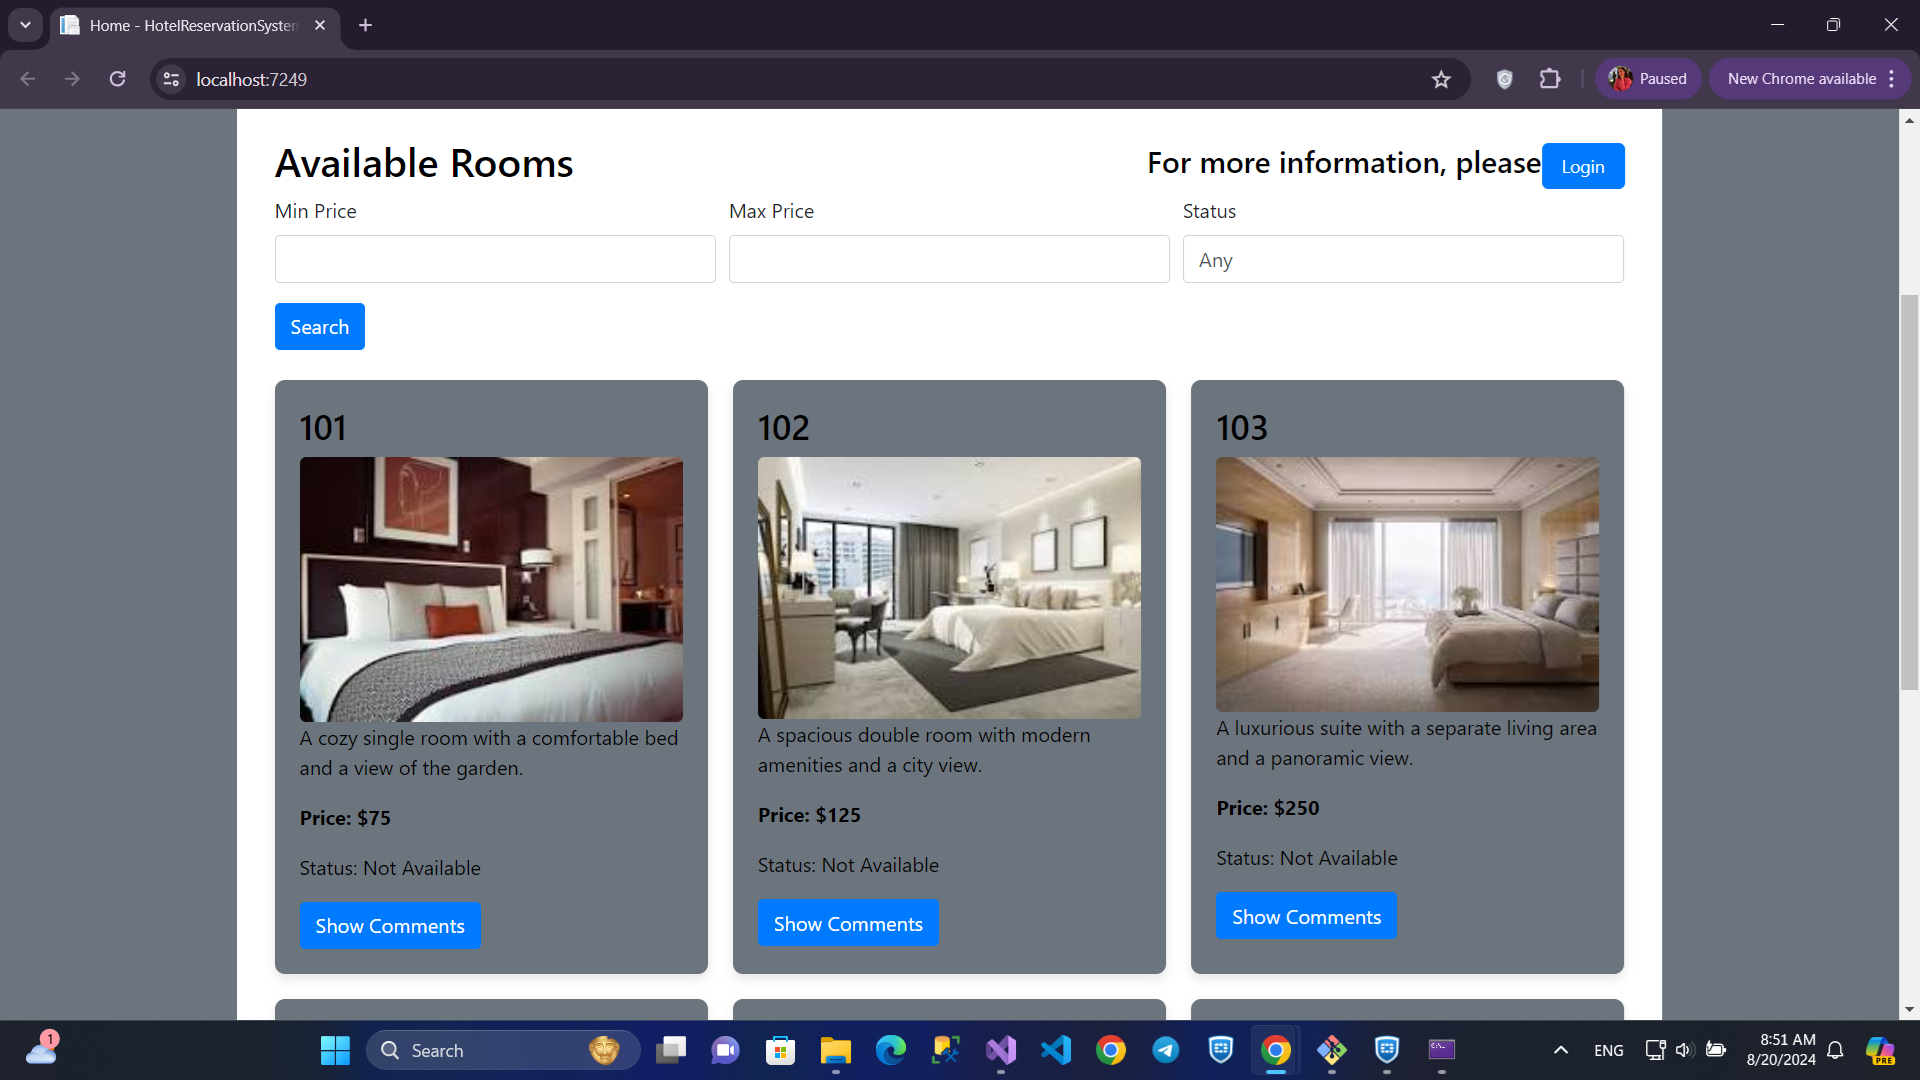 Home - HotelReservationSystem
localhost:7249
Paused
New Chrome available
Available Rooms
For more information, please Login
Min Price
Max Price
Status
Any
Search
101
102
103
A cozy single room with a comfortable bed
and a view of the garden.
Price: $75
Status: Not Available
Show Comments
A spacious double room with modern
amenities and a city view.
Price: $125
Status: Not Available
Show Comments
A luxurious suite with a separate living area
and a panoramic view.
Price: $250
Status: Not Available
Show Comments
1
Search
C:\_
ENG
8:51 AM
8/20/2024
PRE